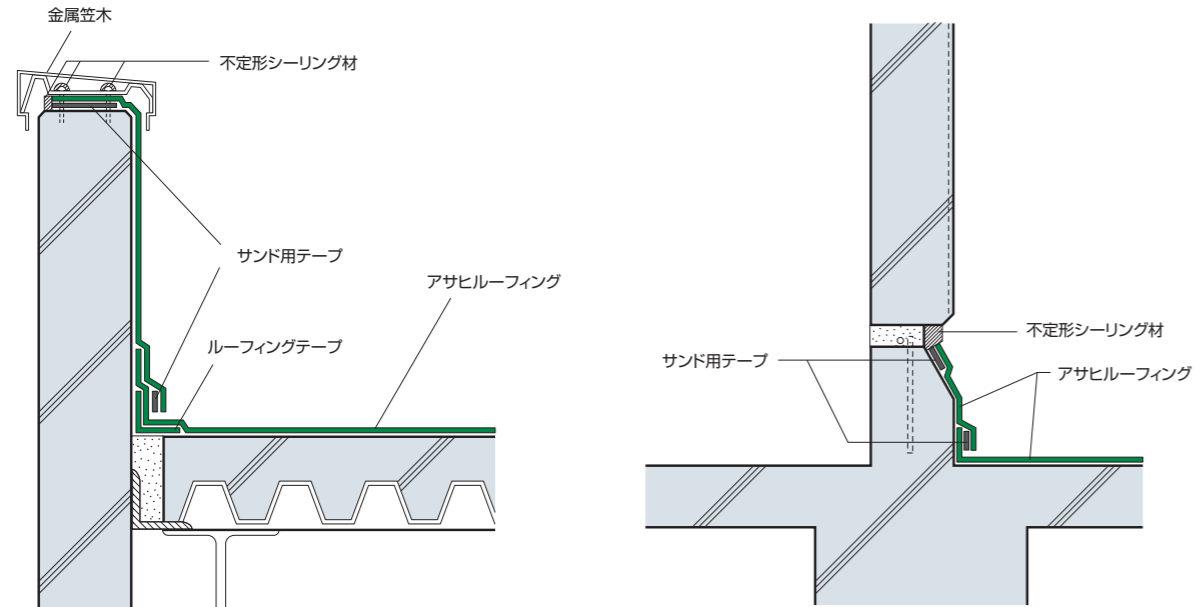 金属笠木
不定形シーリング材
サンド用テープ
アサヒルーフィング
ルーフィングテープ
不定形シーリング材
サンド用テープ
アサヒルーフィング